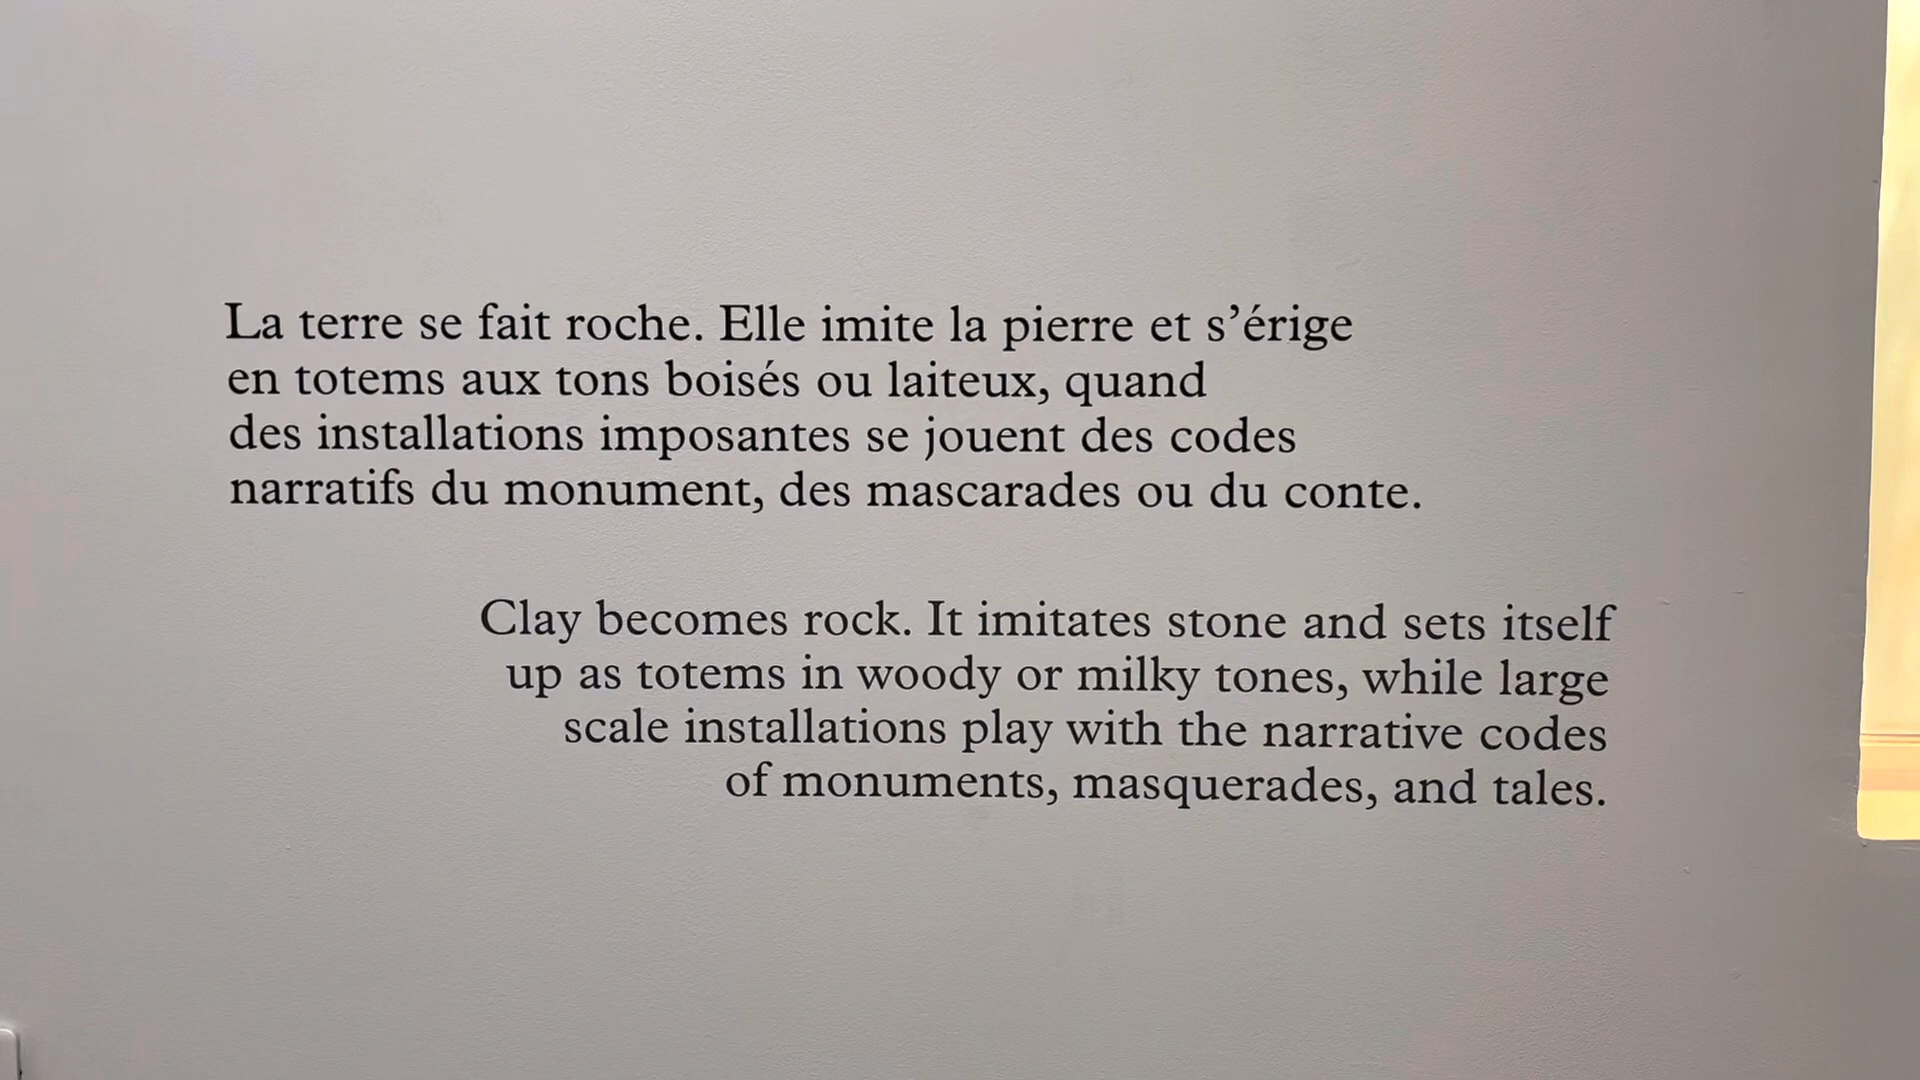 La terre se fait roche. Elle imite la pierre et s’érige
en totems aux tons boisés ou laiteux, quand
des installations imposantes se jouent des codes
narratifs du monument, des mascarades ou du conte.
Clay becomes rock. It imitates stone and sets itself
up as totems in woody or milky tones, while large
scale installations play with the narrative codes
of monuments, masquerades, and tales.